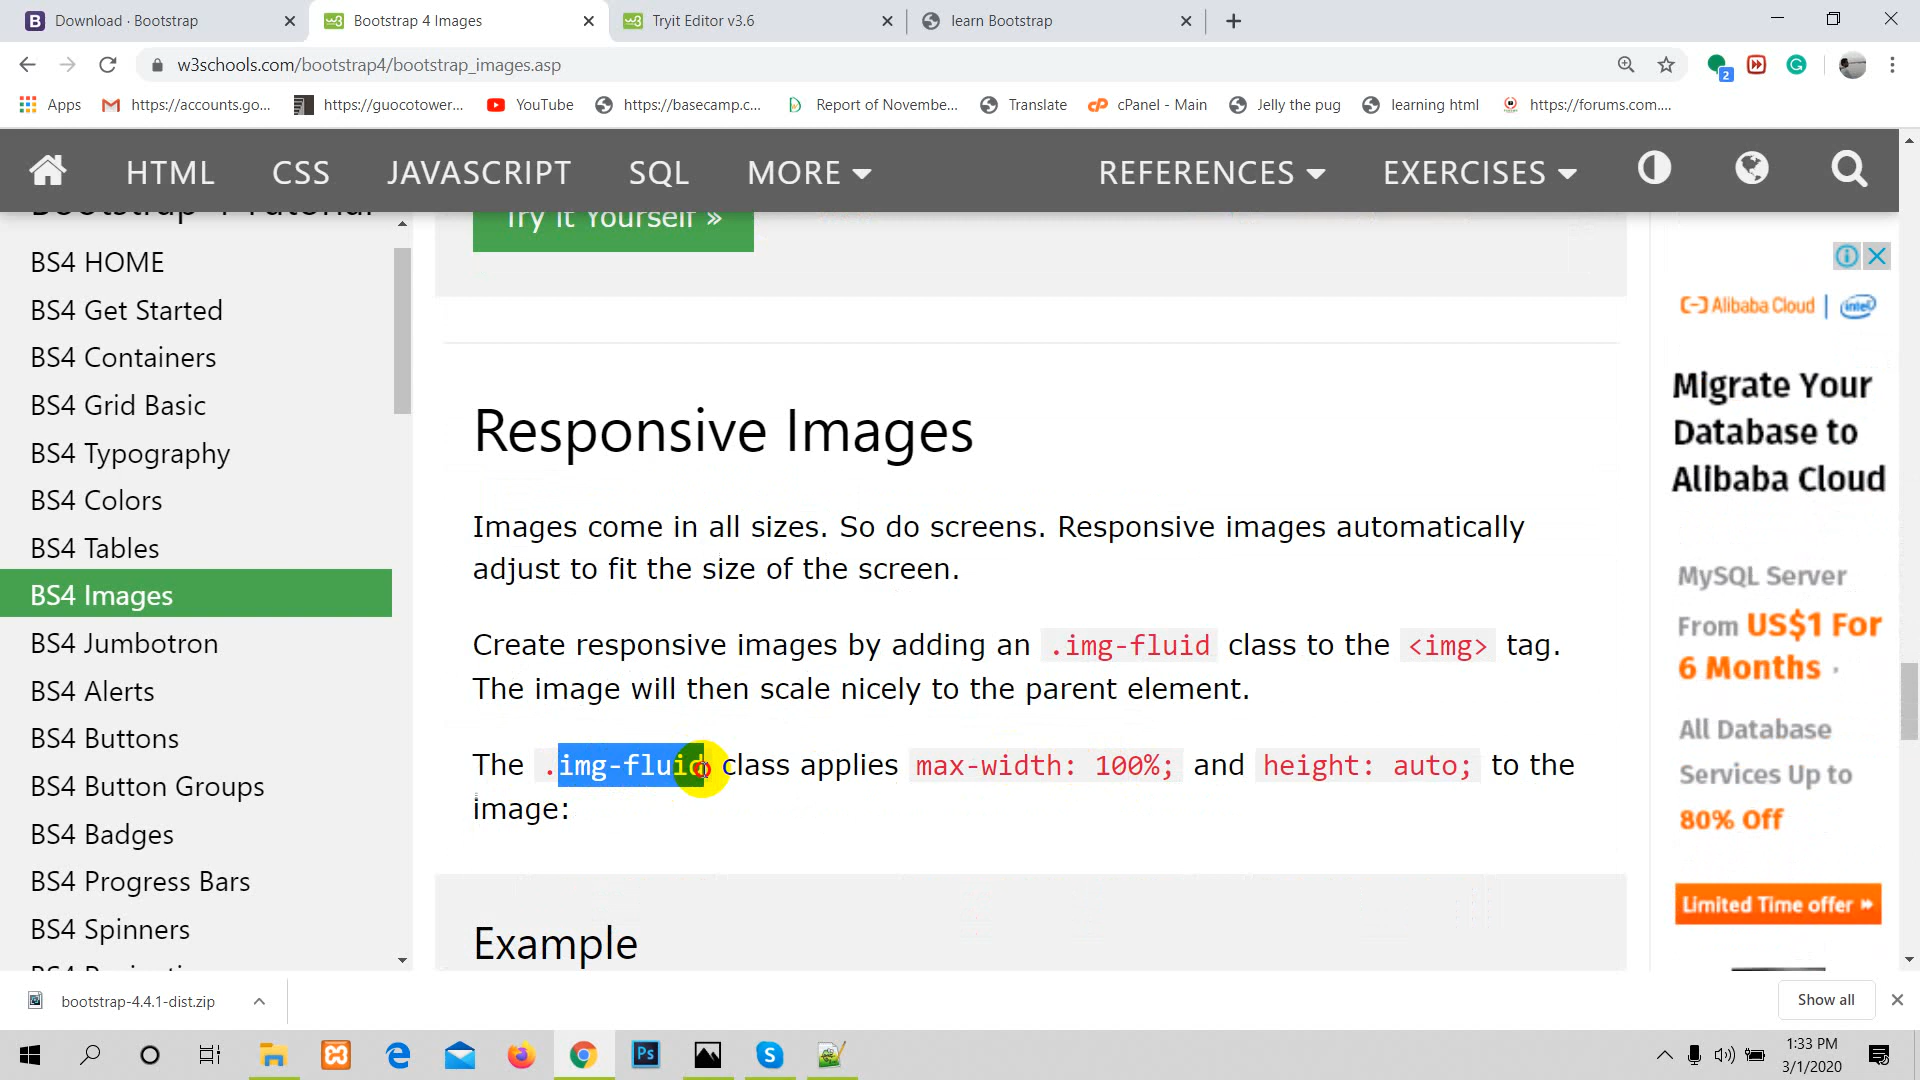 Download · Bootstrap
Bootstrap 4 Images
Tryit Editor v3.6
learn Bootstrap
w3schools.com/bootstrap4/bootstrap_images.asp
2
Apps
https://accounts.go...
https://guocotower...
YouTube
https://basecamp.c...
Report of Novembe...
Translate
cPanel - Main
Jelly the pug
learning html
https://forums.com....
HTML
CSS
JAVASCRIPT
SQL
MORE
REFERENCES
EXERCISES
Bootstrap 4 Tutorial
BS4 HOME
BS4 Get Started
BS4 Containers
BS4 Grid Basic
BS4 Typography
BS4 Colors
BS4 Tables
BS4 Images
BS4 Jumbotron
BS4 Alerts
BS4 Buttons
BS4 Button Groups
BS4 Badges
BS4 Progress Bars
BS4 Spinners
Try it Yourself »
Responsive Images
Images come in all sizes. So do screens. Responsive images automatically
adjust to fit the size of the screen.
Create responsive images by adding an .img-fluid class to the <img> tag.
The image will then scale nicely to the parent element.
The .img-fluid class applies max-width: 100%; and height: auto; to the
image:
Example
Alibaba Cloud | intel
Migrate Your
Database to
Alibaba Cloud
MySQL Server
From US$1 For
6 Months
All Database
Services Up to
80% Off
Limited Time offer »
bootstrap-4.4.1-dist.zip
Show all
Ps
1:33 PM
3/1/2020